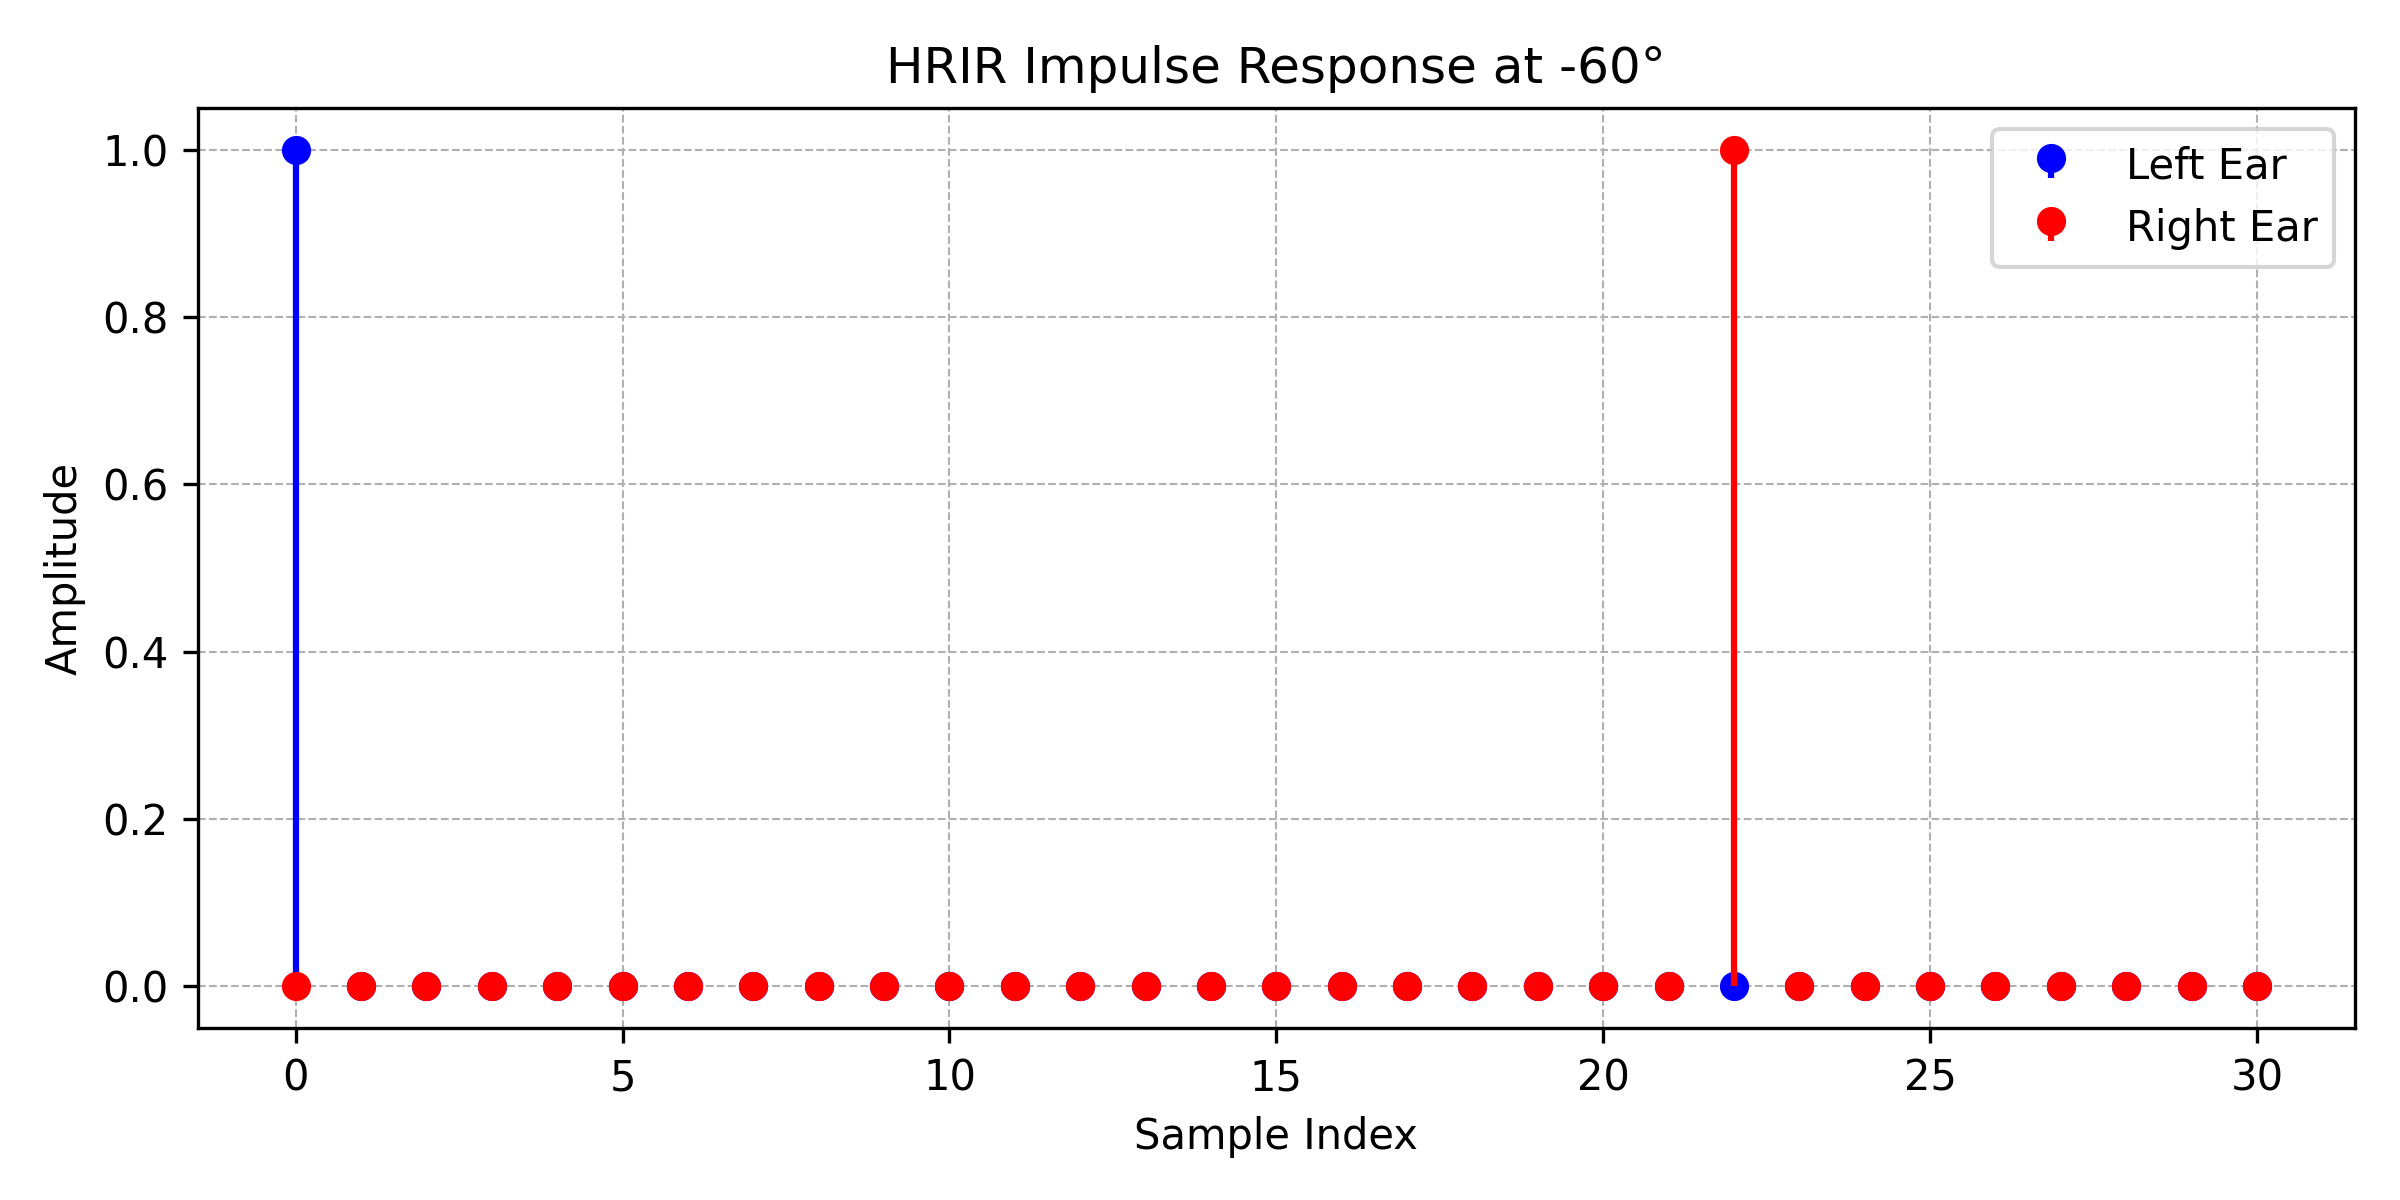 HRIR Impulse Response at -60°
1.0
0.8
0.6
0.4
0.2
0.0
Amplitude
Left Ear
Right Ear
0 5 10 15 20 25 30
Sample Index